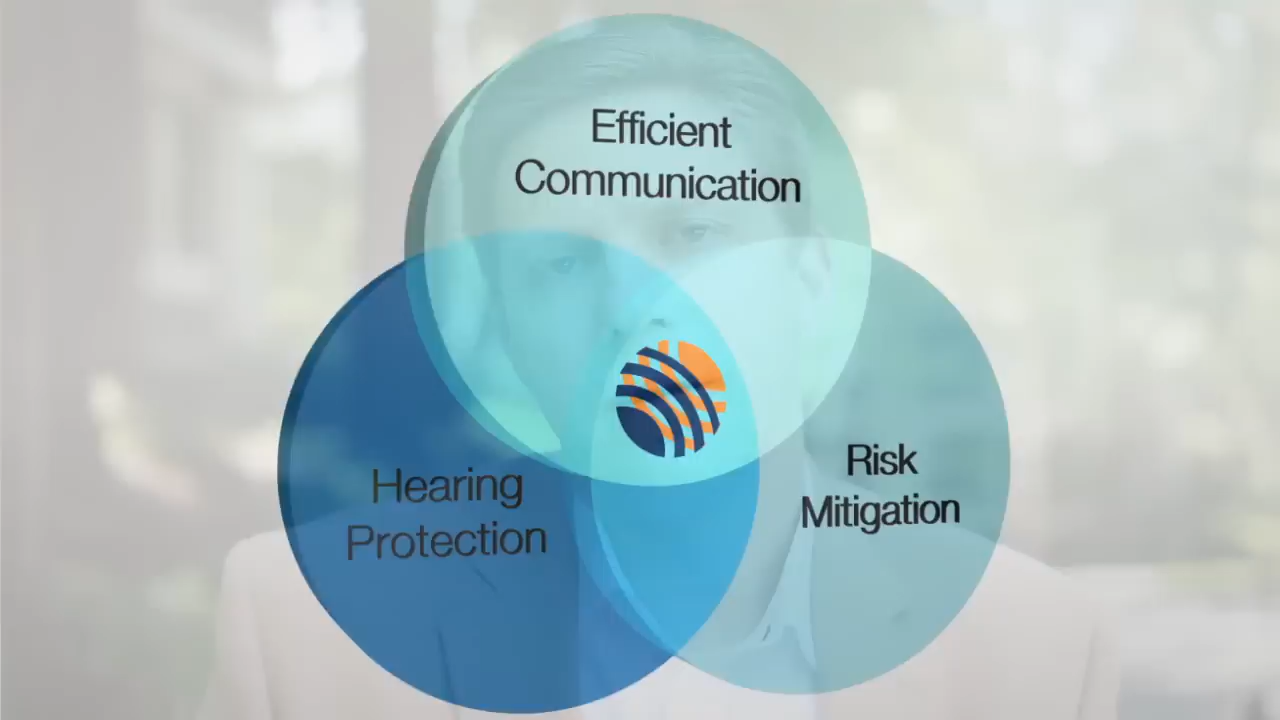 Efficient
Communication
Hearing
Protection
Risk
Mitigation